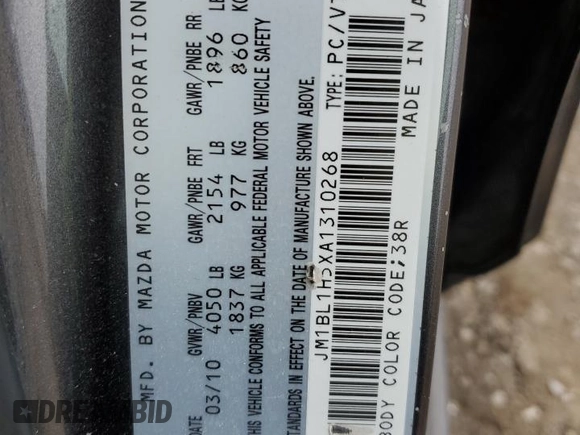 MFD. BY MAZDA MOTOR CORPORATION
DATE GVWR/PNBV GAWR/PNBE FRT GAWR/PNBE RR
03/10 4050 LB 2154 LB 1896 LB
1837 KG 977 KG 860 KG
THIS VEHICLE CONFORMS TO ALL APPLICABLE FEDERAL MOTOR VEHICLE SAFETY
STANDARDS IN EFFECT ON THE DATE OF MANUFACTURE SHOWN ABOVE.
JM1BL1H5XA1310268 TYPE: PC/V
BODY COLOR CODE;38R MADE IN JA
DREAMBID